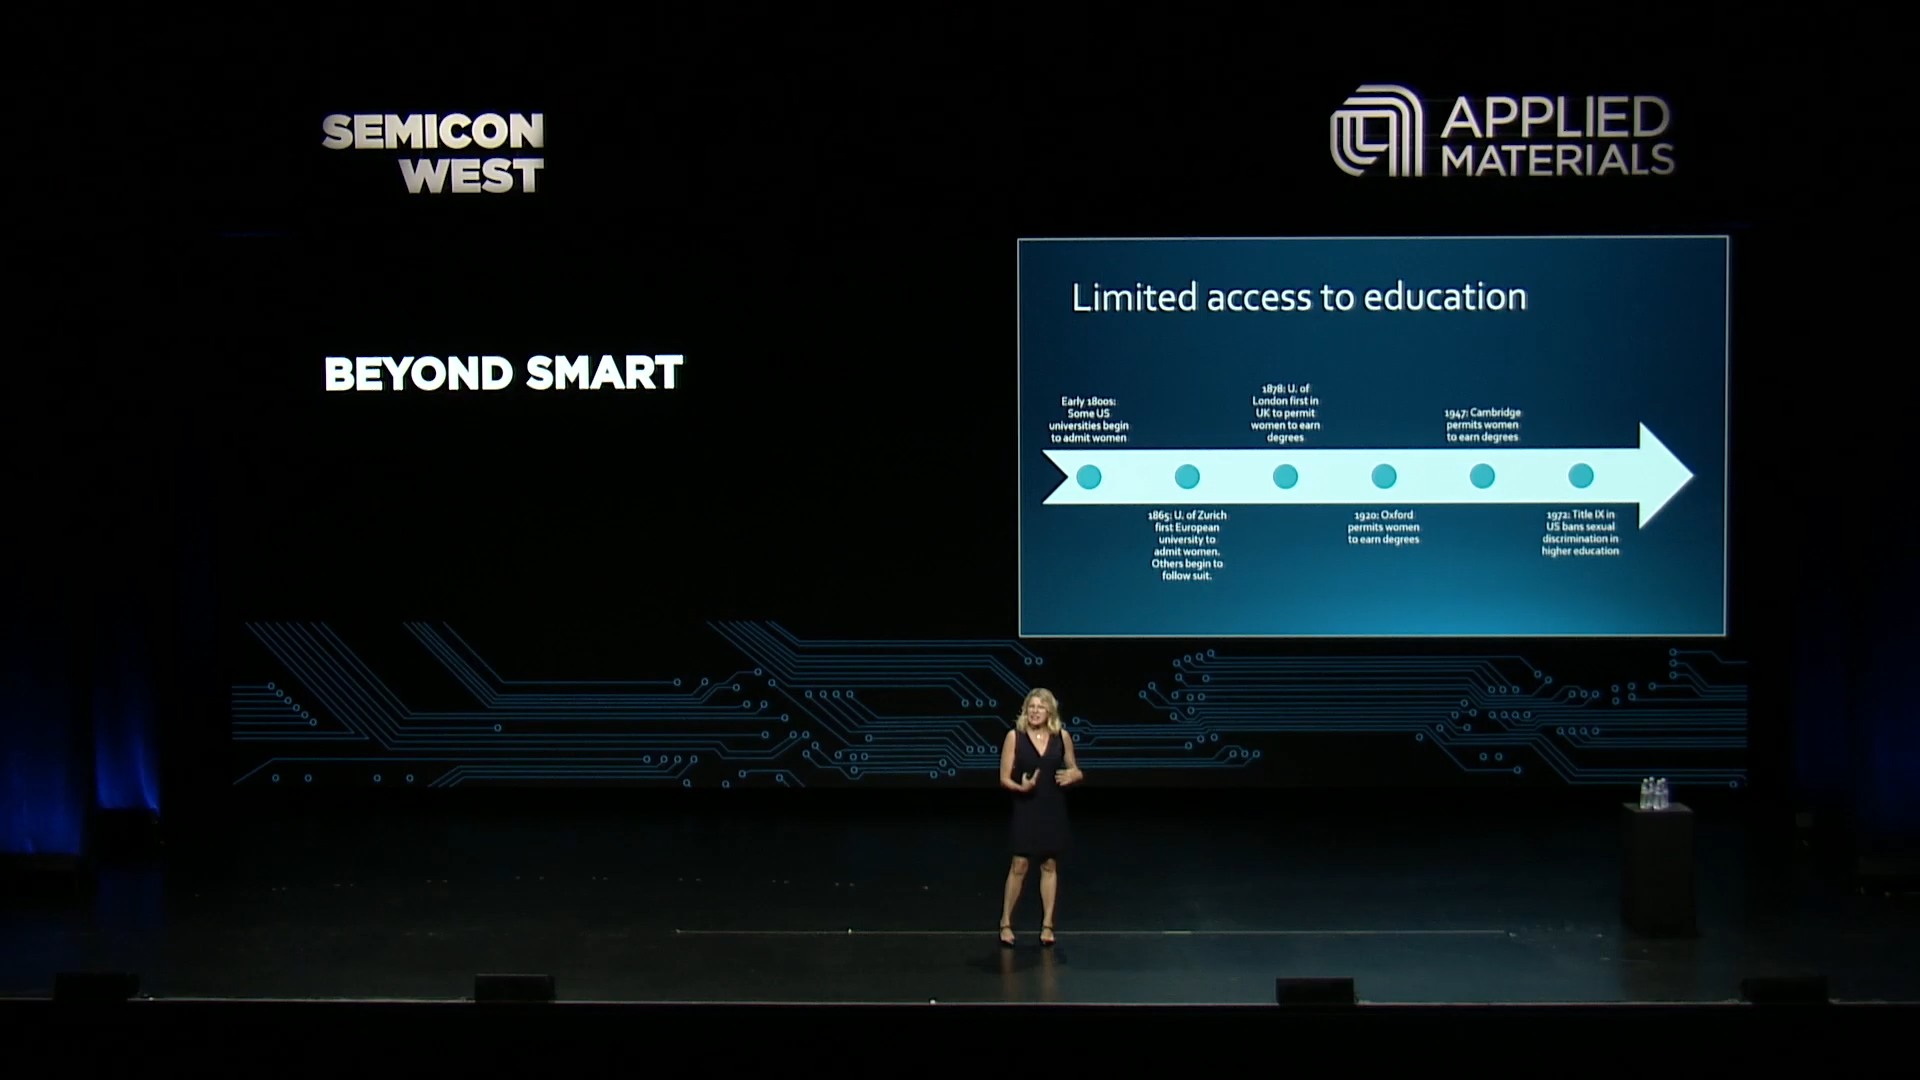 SEMICON
WEST
APPLIED
MATERIALS
BEYOND SMART
Limited access to education
Early 1800s:
Some US
universities begin
to admit women
1865: U. of Zurich
first European
university to
admit women.
Others begin to
follow suit.
1878: U. of
London first in
UK to permit
women to earn
degrees
1920: Oxford
permits women
to earn degrees
1947: Cambridge
permits women
to earn degrees
1972: Title IX in
US bans sexual
discrimination in
higher education